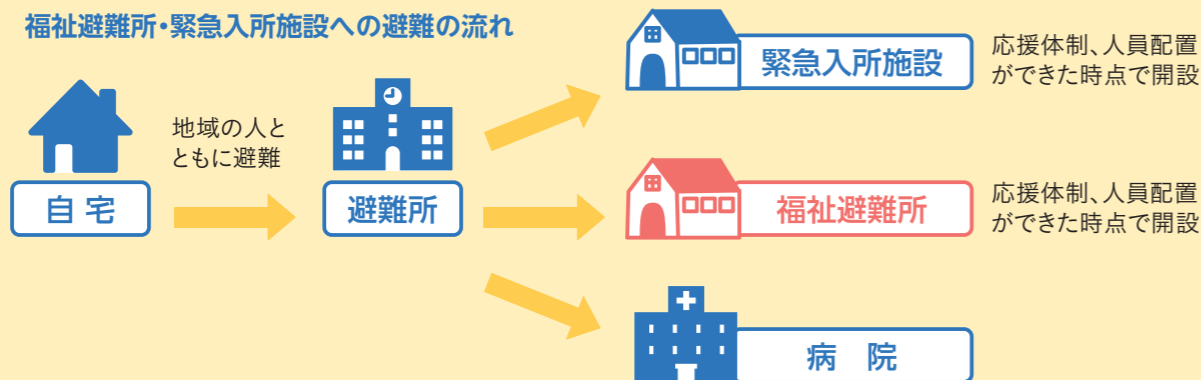 福祉避難所・緊急入所施設への避難の流れ
自宅
地域の人と
ともに避難
避難所
緊急入所施設
応援体制、人員配置
ができた時点で開設
福祉避難所
応援体制、人員配置
ができた時点で開設
病 院